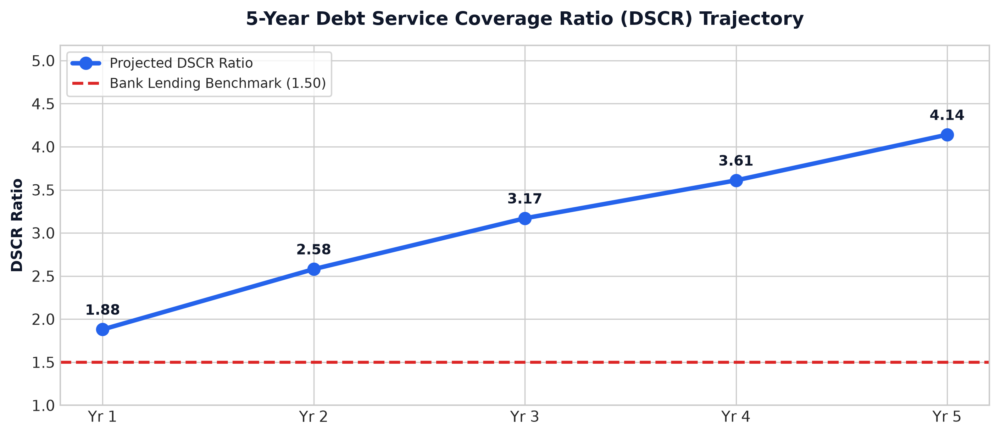 5-Year Debt Service Coverage Ratio (DSCR) Trajectory
Projected DSCR Ratio
Bank Lending Benchmark (1.50)
DSCR Ratio
5.0
4.5
4.0
3.5
3.0
2.5
2.0
1.5
1.0
1.88
2.58
3.17
3.61
4.14
Yr 1
Yr 2
Yr 3
Yr 4
Yr 5